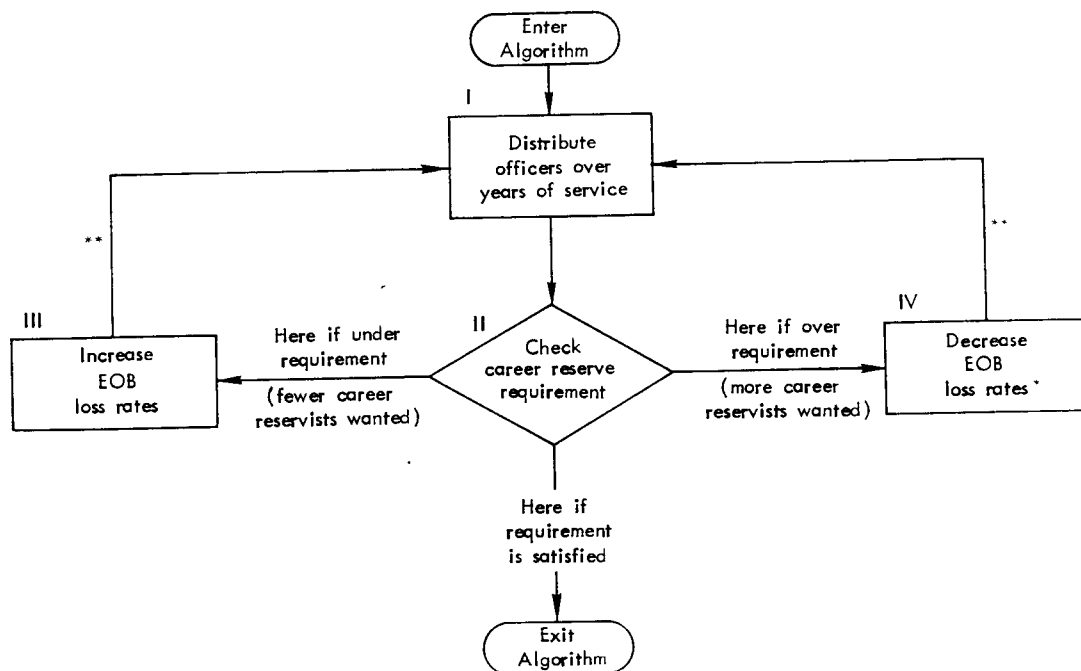 Enter
Algorithm
I
Distribute
officers over
years of service
**
**
III
Increase
EOB
loss rates
Here if under
requirement
(fewer career
reservists wanted)
II
Check
career reserve
requirement
Here if over
requirement
(more career
reservists wanted)
IV
Decrease
EOB
loss rates*
Here if
requirement
is satisfied
Exit
Algorithm